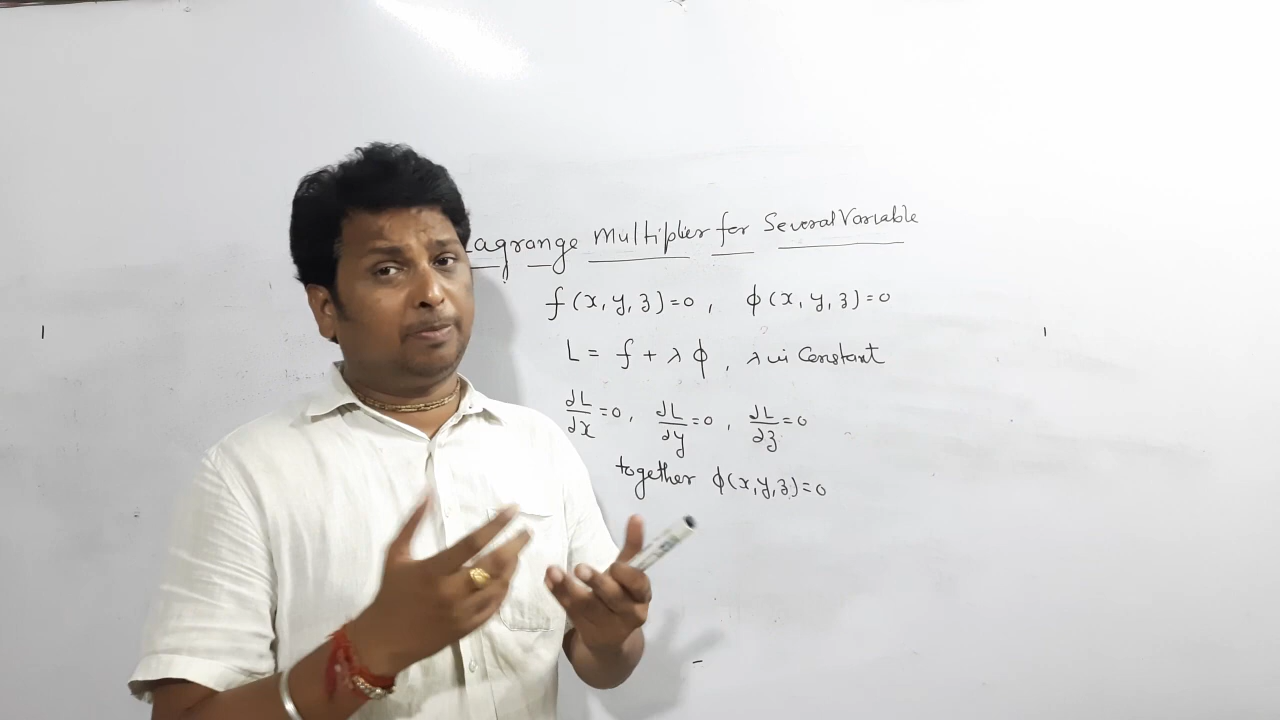 Lagrange Multiplier for Several Variable
f(x, y, z)=0, ϕ(x, y, z)=0
L = f + λ ϕ, λ is Constant
∂L/∂x =0, ∂L/∂y =0, ∂L/∂z =0
together ϕ(x,y,z)=0